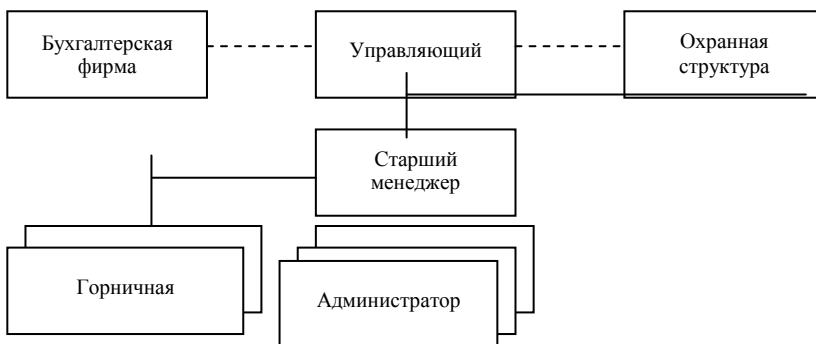 Бухгалтерская
фирма
Управляющий
Охранная
структура
Старший
менеджер
Горничная
Администратор